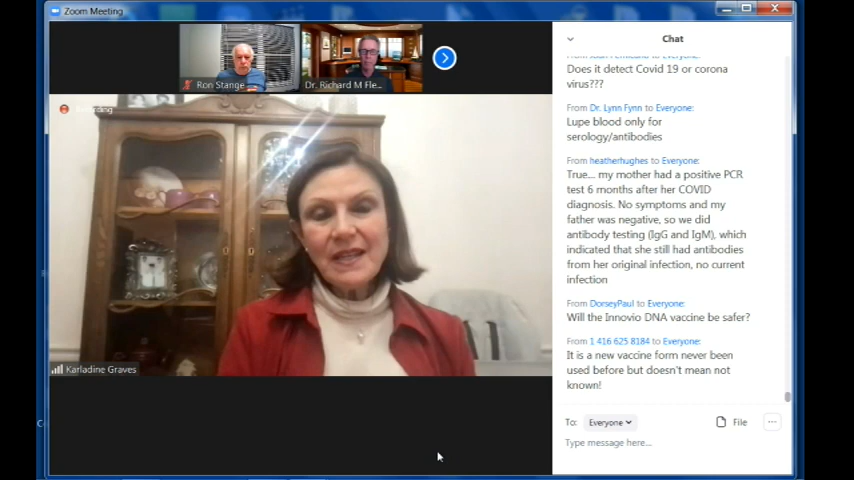 Zoom Meeting
Ron Stange
Dr. Richard M Fle...
Karladine Graves
Chat
Does it detect Covid 19 or corona
virus???
From Dr. Lynn Fynn to Everyone:
Lupe blood only for
serology/antibodies
From heatherhughes to Everyone:
True... my mother had a positive PCR
test 6 months after her COVID
diagnosis. No symptoms and my
father was negative, so we did
antibody testing (IgG and IgM), which
indicated that she still had antibodies
from her original infection, no current
infection
From DorseyPaul to Everyone:
Will the Innovio DNA vaccine be safer?
From 1 416 625 8184 to Everyone:
It is a new vaccine form never been
used before but doesn't mean not
known!
To: Everyone File ...
Type message here...